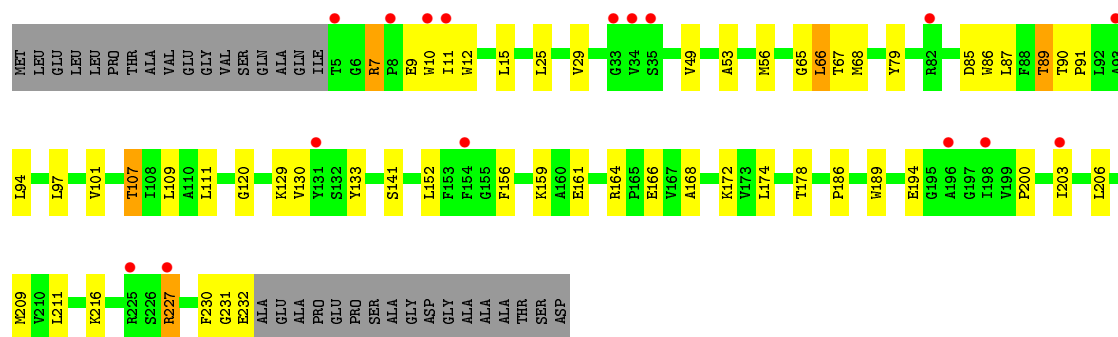 MET LEU GLU LEU LEU PRO THR ALA VAL GLU GLY VAL SER GLN ALA GLN ILE T5 G6 R7 P8 E9 W10 I11 W12 L15 L25 V29 G33 V34 S35 V49 A53 M56 G65 L66 T67 M68 Y79 R82 D85 W86 L87 F88 T89 T90 P91 L92 A93
L94 L97 V101 T107 I108 L109 A110 L111 G120 K129 V130 Y131 S132 Y133 S141 L152 F153 F154 G155 F156 K159 A160 E161 R164 P165 E166 V167 A168 K172 V173 L174 T178 P186 W189 E194 G195 A196 G197 I198 V199 P200 I203 L206
M209 V210 L211 K216 R225 S226 R227 F230 G231 E232 ALA GLU ALA PRO GLU PRO SER ALA GLY ASP GLY ALA ALA ALA THR SER ASP